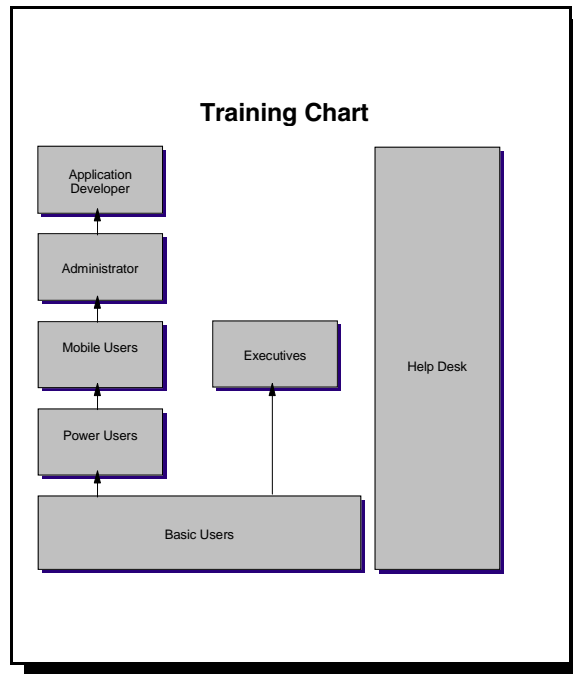 Training Chart
Application
Developer
Administrator
Mobile Users
Executives
Help Desk
Power Users
Basic Users